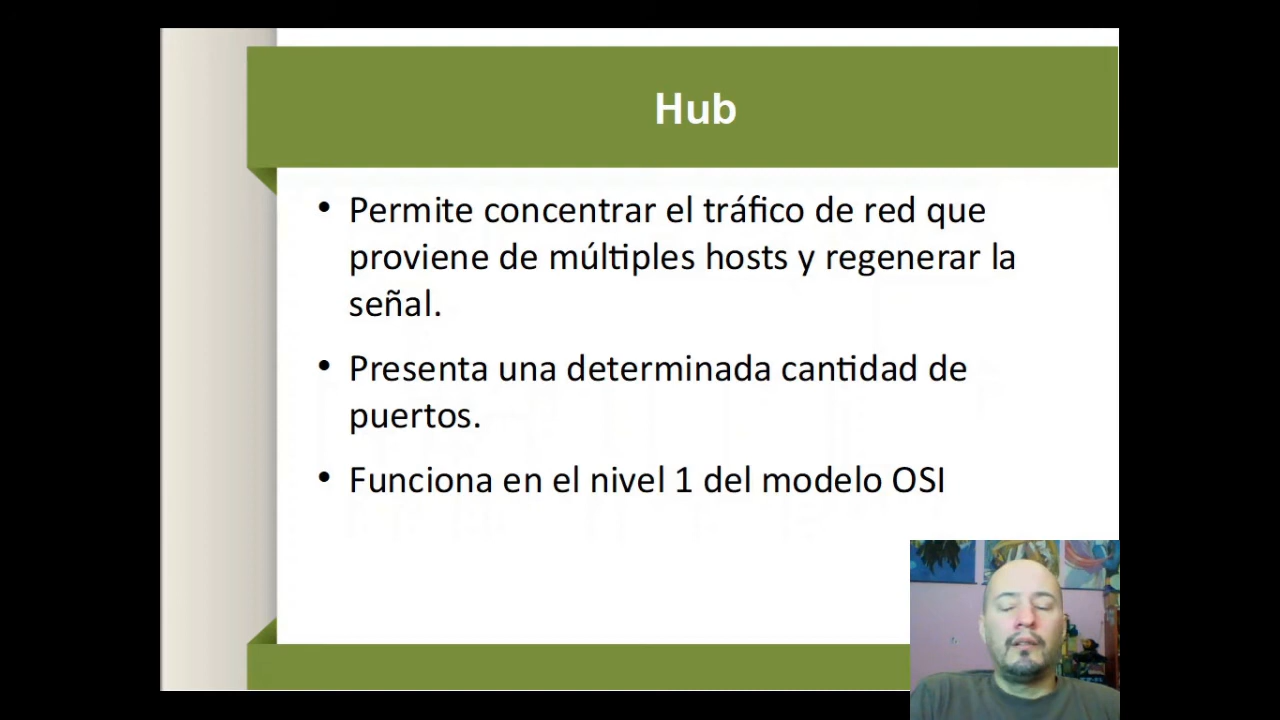 Hub
• Permite concentrar el tráfico de red que
proviene de múltiples hosts y regenerar la
señal.
• Presenta una determinada cantidad de
puertos.
• Funciona en el nivel 1 del modelo OSI